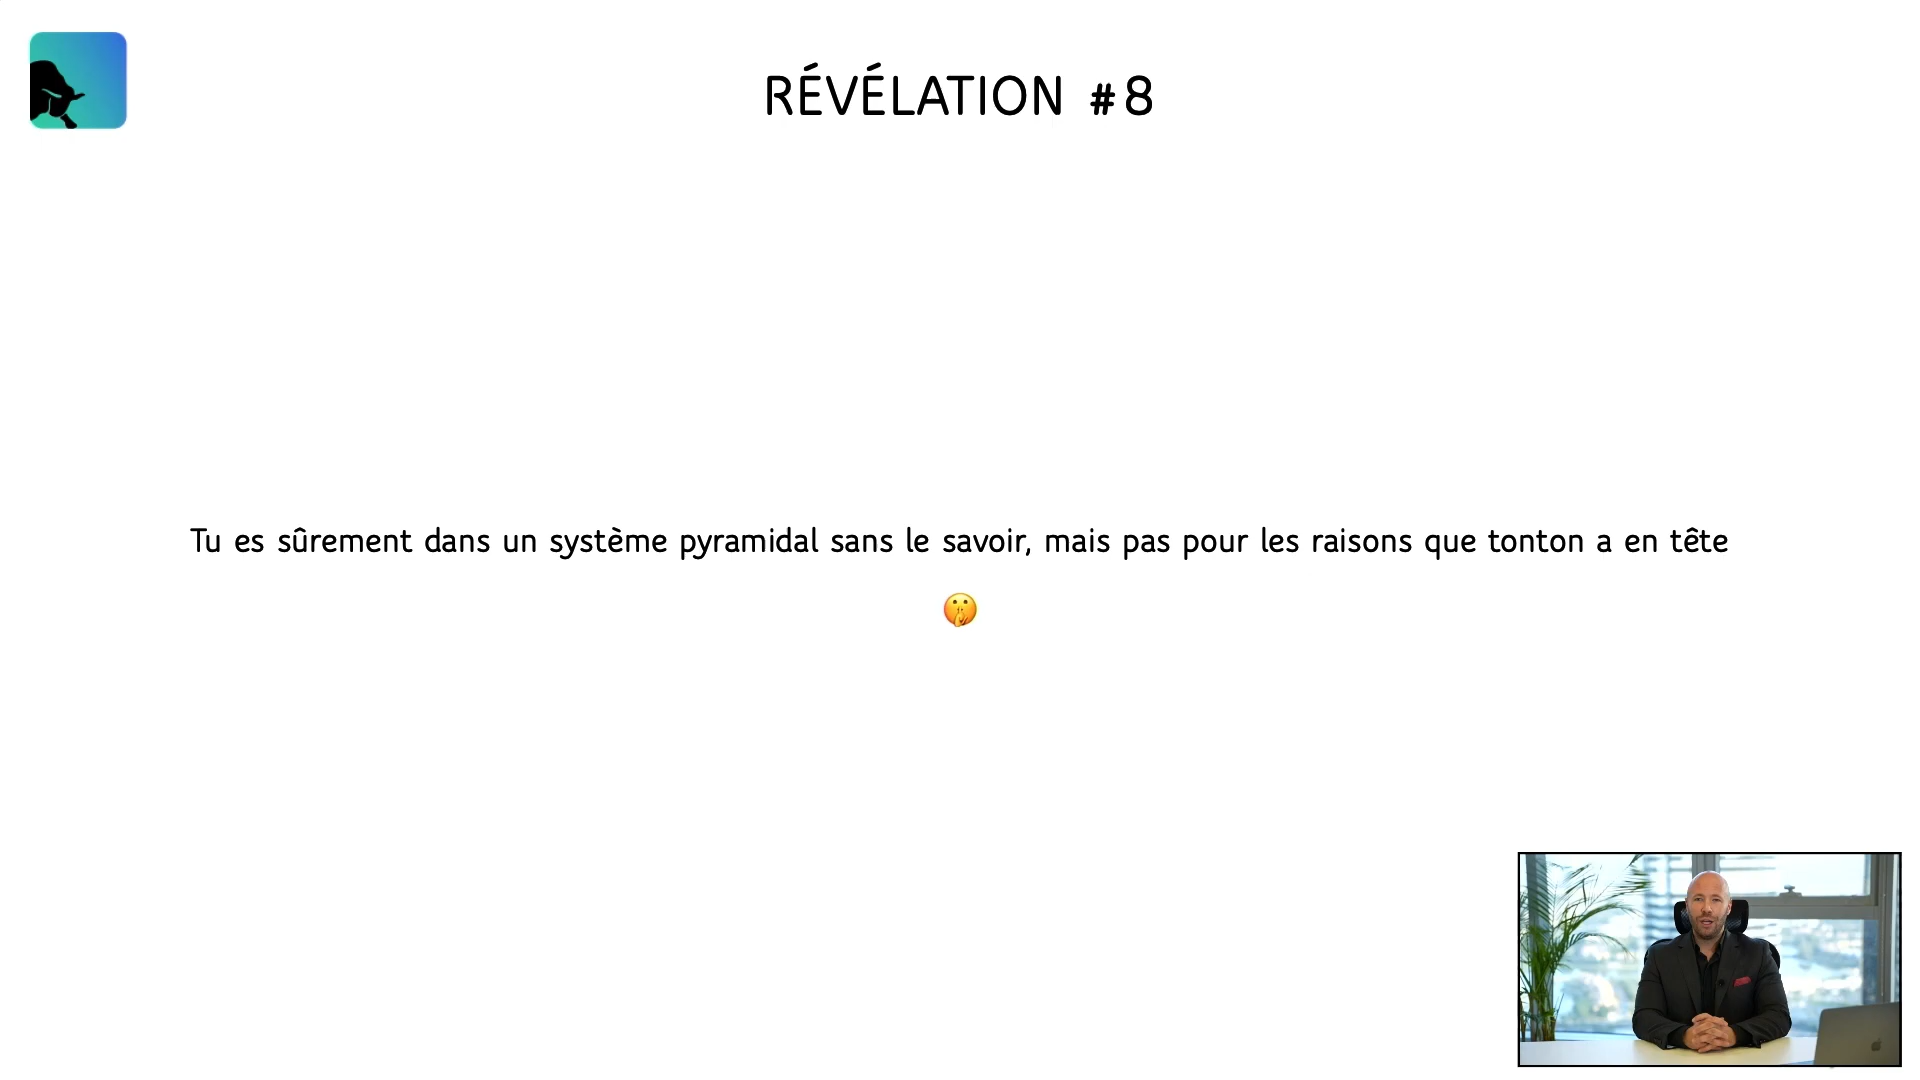 RÉVÉLATION #8
Tu es sûrement dans un système pyramidal sans le savoir, mais pas pour les raisons que tonton a en tête
🤫